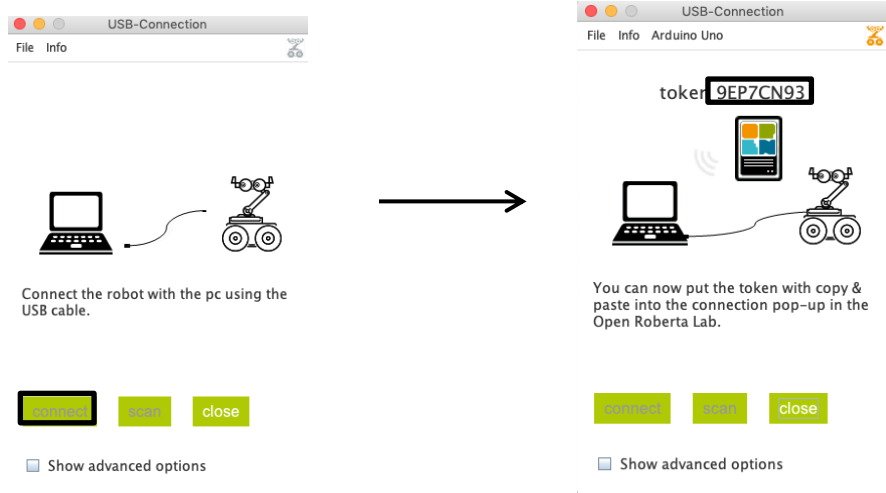 USB-Connection
File Info
Connect the robot with the pc using the
USB cable.
connect scan close
Show advanced options
USB-Connection
File Info Arduino Uno
token 9EP7CN93
You can now put the token with copy &
paste into the connection pop-up in the
Open Roberta Lab.
connect scan close
Show advanced options